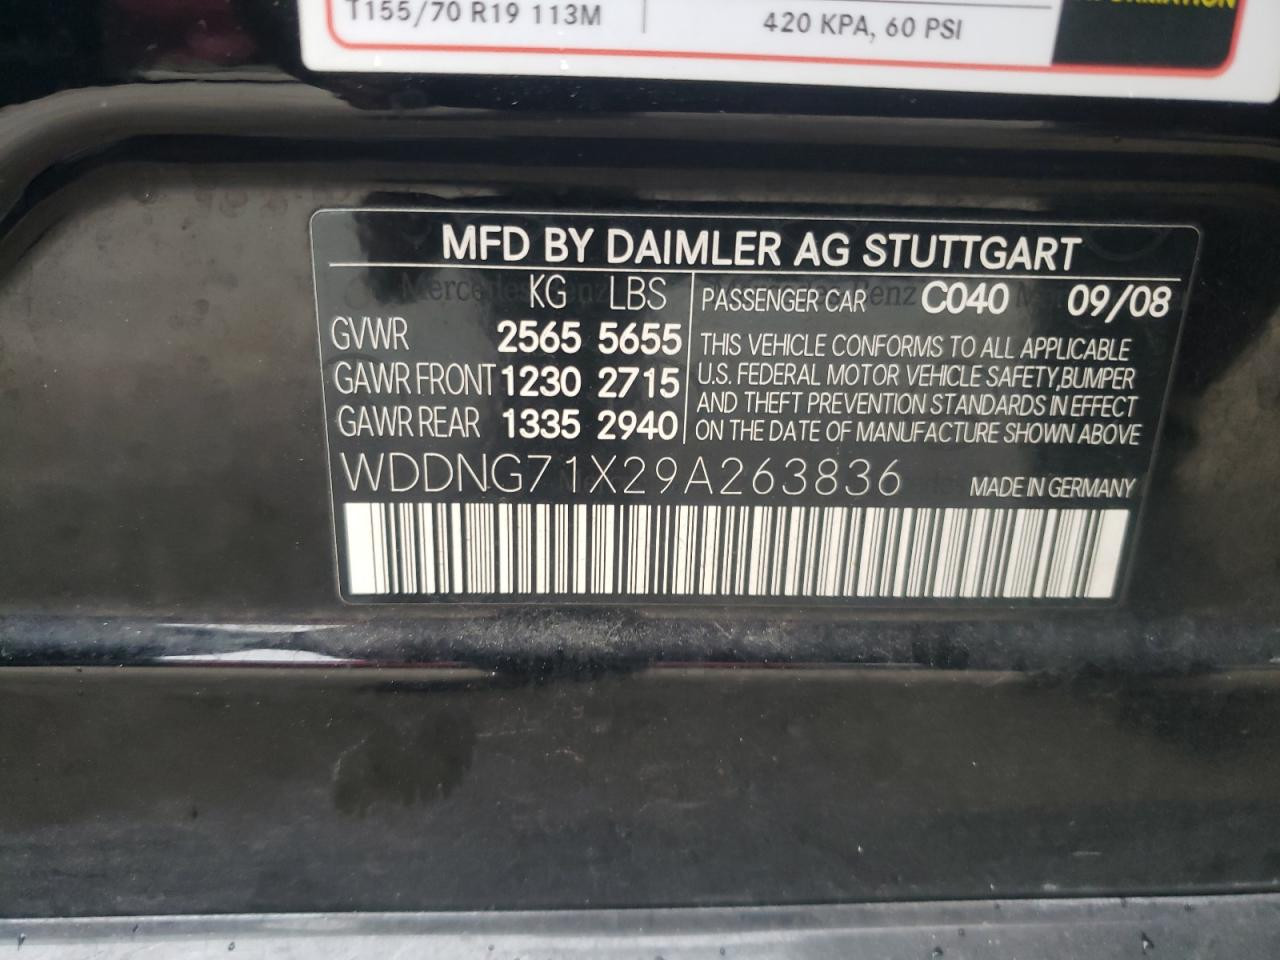 T155/70 R19 113M
420 KPA, 60 PSI
MFD BY DAIMLER AG STUTTGART
KG LBS
GVWR 2565 5655
GAWR FRONT 1230 2715
GAWR REAR 1335 2940
PASSENGER CAR C040 09/08
THIS VEHICLE CONFORMS TO ALL APPLICABLE
U.S. FEDERAL MOTOR VEHICLE SAFETY, BUMPER
AND THEFT PREVENTION STANDARDS IN EFFECT
ON THE DATE OF MANUFACTURE SHOWN ABOVE
WDDNG71X29A263836
MADE IN GERMANY